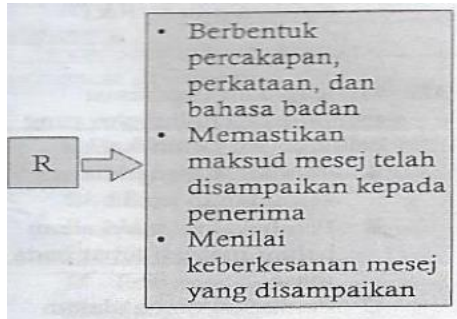 • Berbentuk
percakapan,
perkataan, dan
bahasa badan
• Memastikan
maksud mesej telah
disampaikan kepada
penerima
• Menilai
keberkesanan mesej
yang disampaikan
R